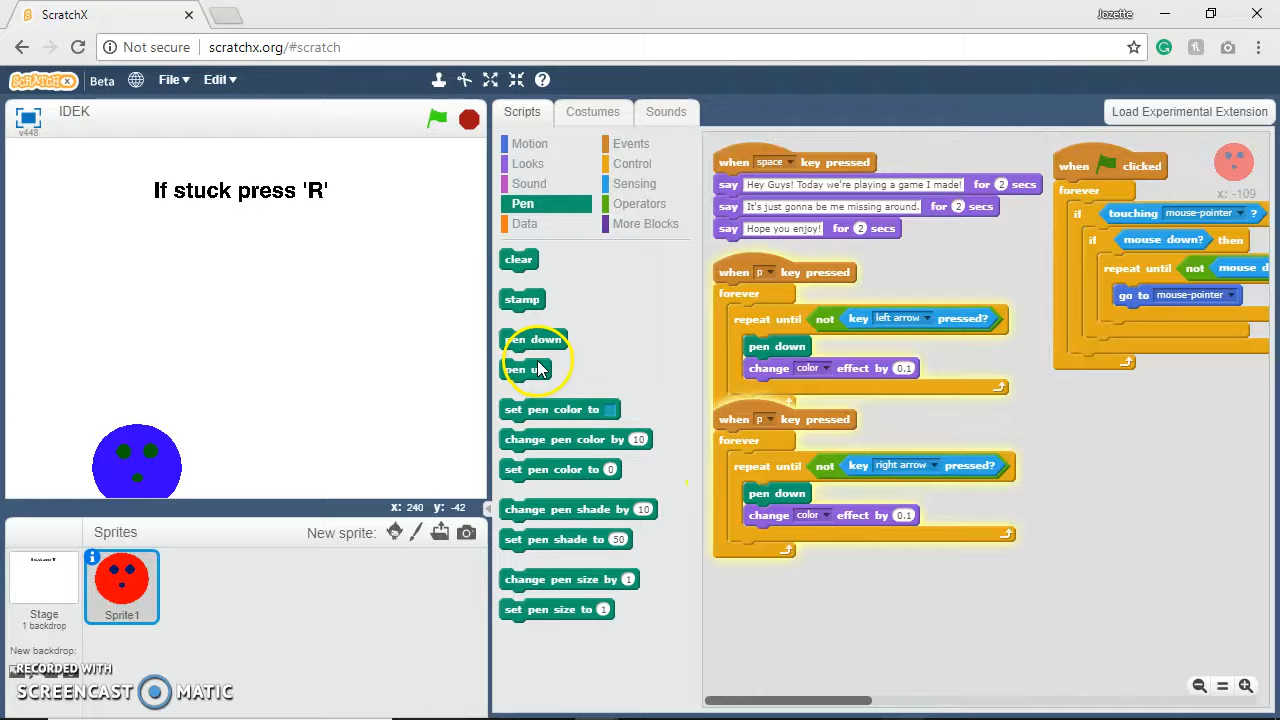 ScratchX
Jozette
Not secure scratchx.org/#scratch
SCRATCHX Beta File Edit
IDEK
v448
If stuck press 'R'
x: 240 y: -42
Sprites New sprite:
Stage
1 backdrop
New backdrop:
Sprite1
RECORDED WITH
SCREENCAST MATIC
Scripts Costumes Sounds
Load Experimental Extension
Motion Events
Looks Control
Sound Sensing
Pen Operators
Data More Blocks
clear
stamp
pen down
pen u
set pen color to
change pen color by 10
set pen color to 0
change pen shade by 10
set pen shade to 50
change pen size by 1
set pen size to 1
when space key pressed
say Hey Guys! Today we're playing a game I made! for 2 secs
say It's just gonna be me missing around. for 2 secs
say Hope you enjoy! for 2 secs
when p key pressed
forever
repeat until not key left arrow pressed?
pen down
change color effect by 0.1
when p key pressed
forever
repeat until not key right arrow pressed?
pen down
change color effect by 0.1
when clicked
x: -109
forever
if touching mouse-pointer ?
if mouse down? then
repeat until not mouse d
go to mouse-pointer